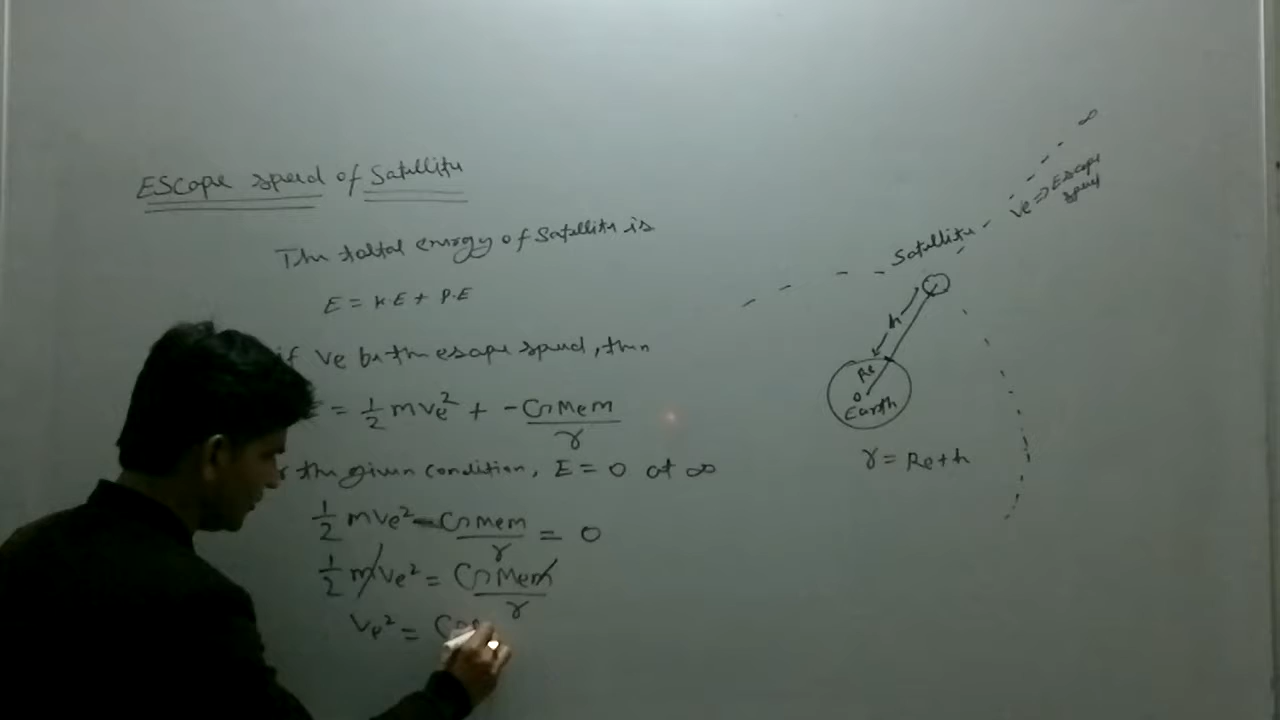 Escape speed of Satellite
The total energy of Satellite is
E = K.E + P.E
if Ve be the escape speed, then
= 1/2 mVe² + -GMem/r
the given condition, E = 0 at ∞
1/2 mVe² - GMem/r = 0
1/2 mVe² = GMem/r
Ve² = G
∞
Ve => Escape
speed
Satellite
h
Re
O
Earth
r = Re+h